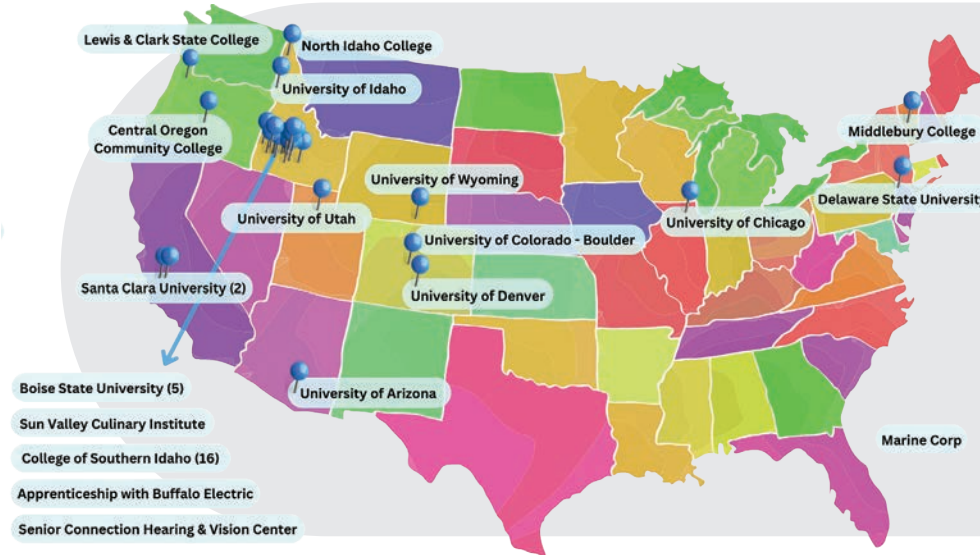 Lewis & Clark State College
North Idaho College
University of Idaho
Central Oregon
Community College
Middlebury College
University of Wyoming
Delaware State University
University of Utah
University of Chicago
University of Colorado - Boulder
Santa Clara University (2)
University of Denver
Boise State University (5)
University of Arizona
Sun Valley Culinary Institute
Marine Corp
College of Southern Idaho (16)
Apprenticeship with Buffalo Electric
Senior Connection Hearing & Vision Center